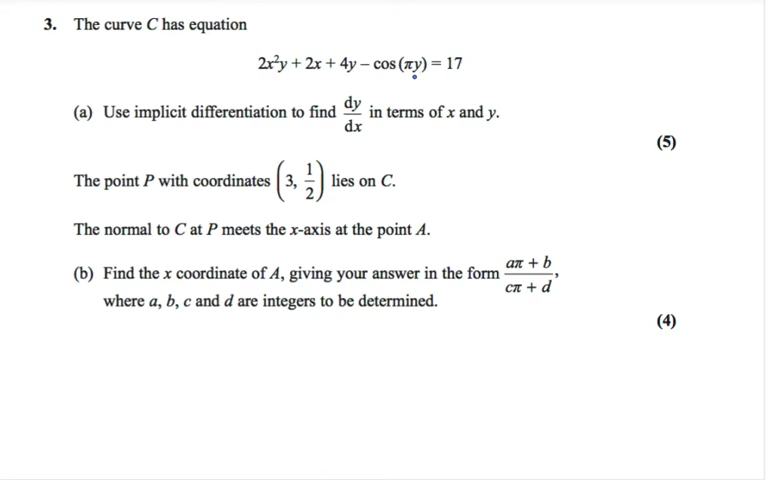 3. The curve C has equation
2x²y + 2x + 4y – cos (πy) = 17
(a) Use implicit differentiation to find dy/dx in terms of x and y.
(5)
The point P with coordinates (3, 1/2) lies on C.
The normal to C at P meets the x-axis at the point A.
(b) Find the x coordinate of A, giving your answer in the form (aπ + b)/(cπ + d),
where a, b, c and d are integers to be determined.
(4)